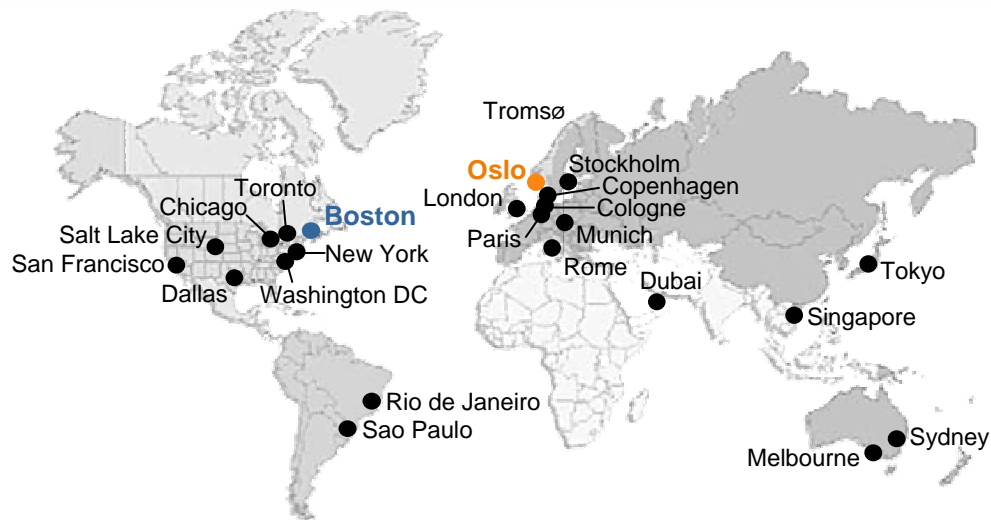 Tromsø
Oslo
Stockholm
Copenhagen
London
Cologne
Paris
Munich
Rome
Toronto
Chicago
Boston
Salt Lake City
New York
San Francisco
Dallas
Washington DC
Dubai
Tokyo
Singapore
Rio de Janeiro
Sao Paulo
Sydney
Melbourne